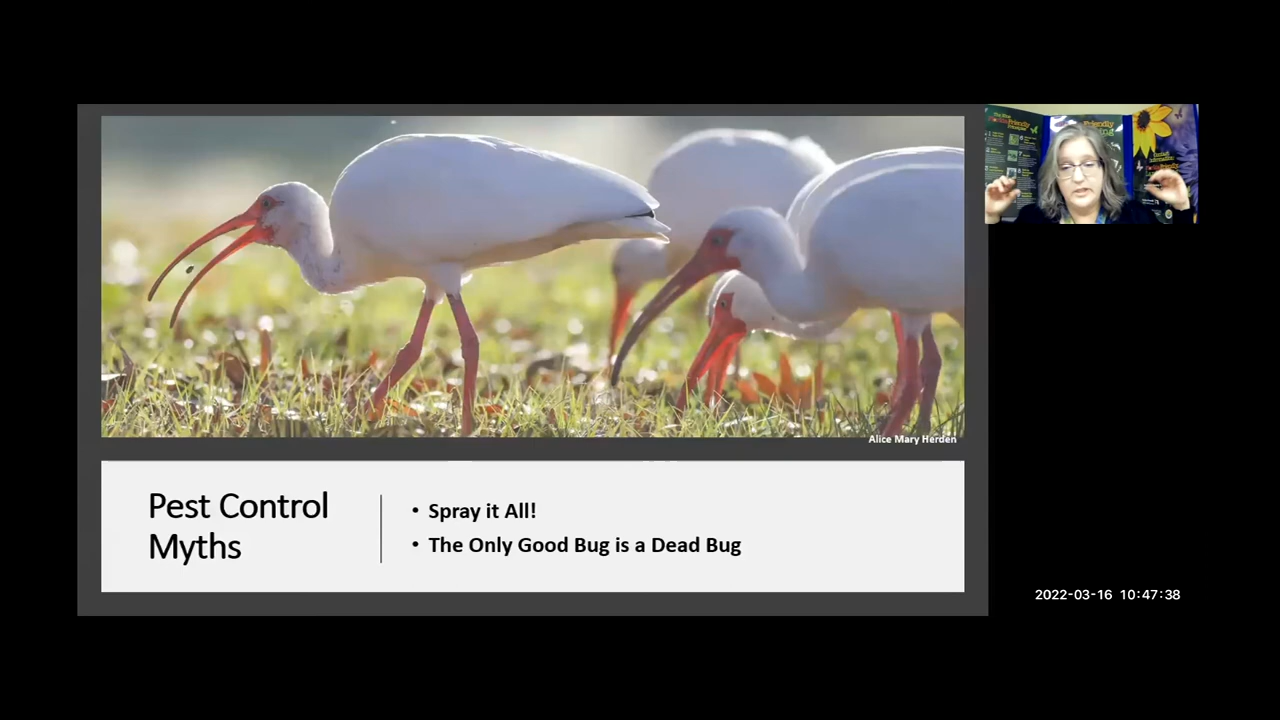 Alice Mary Herden
Pest Control
Myths
• Spray it All!
• The Only Good Bug is a Dead Bug
Friendly
2022-03-16 10:47:38